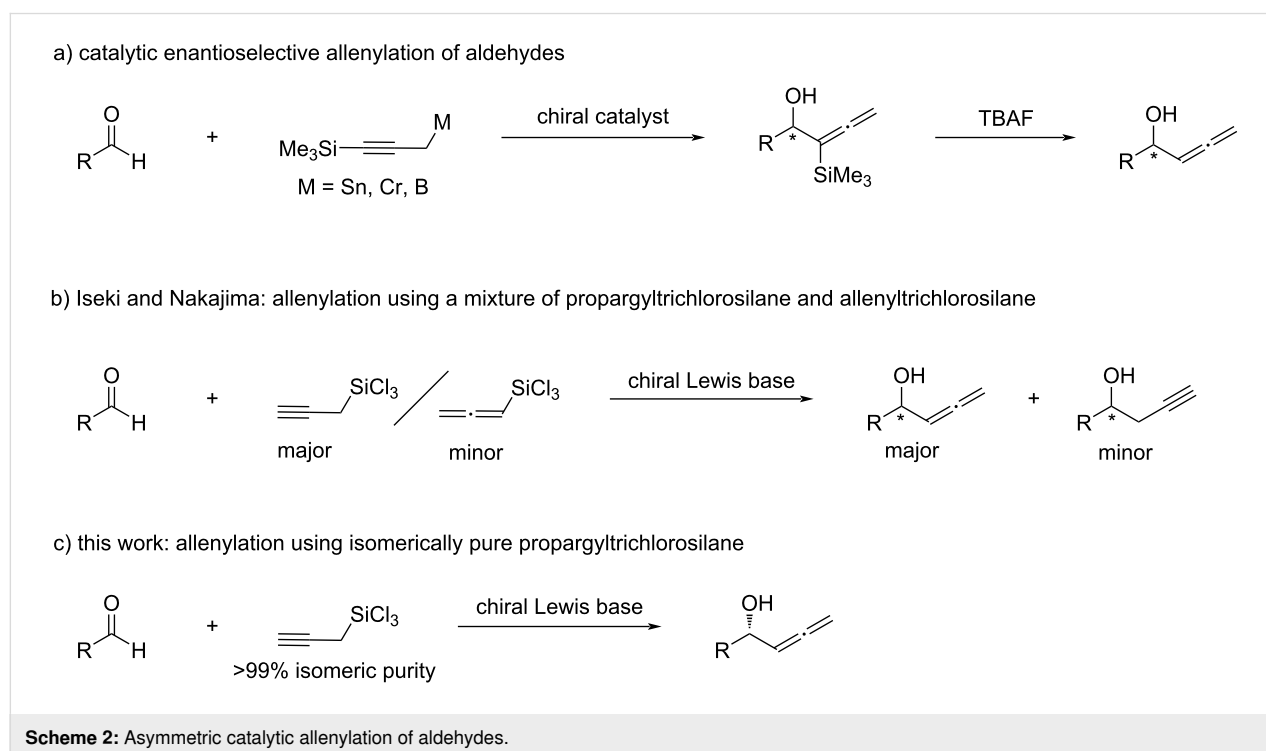 a) catalytic enantioselective allenylation of aldehydes
O
R H
+
Me3Si
M
M = Sn, Cr, B
chiral catalyst
OH
R *
SiMe3
TBAF
OH
R *
b) Iseki and Nakajima: allenylation using a mixture of propargyltrichlorosilane and allenyltrichlorosilane
O
R H
+
SiCl3
major
SiCl3
minor
chiral Lewis base
OH
R *
major
+
OH
R *
minor
c) this work: allenylation using isomerically pure propargyltrichlorosilane
O
R H
+
SiCl3
>99% isomeric purity
chiral Lewis base
OH
R
Scheme 2: Asymmetric catalytic allenylation of aldehydes.